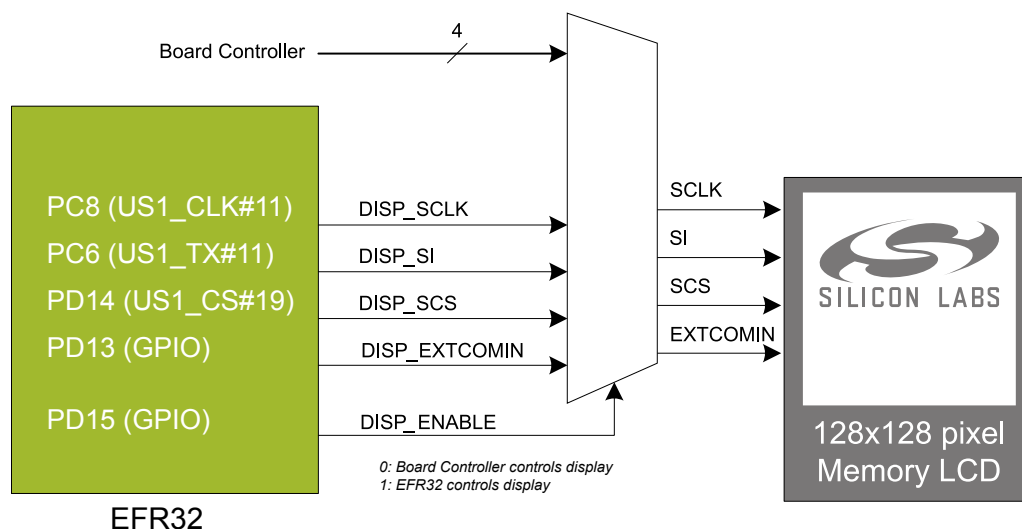 4
Board Controller
PC8 (US1_CLK#11)
DISP_SCLK
SCLK
PC6 (US1_TX#11)
DISP_SI
SI
PD14 (US1_CS#19)
DISP_SCS
SCS
PD13 (GPIO)
DISP_EXTCOMIN
EXTCOMIN
PD15 (GPIO)
DISP_ENABLE
0: Board Controller controls display
1: EFR32 controls display
SILICON LABS
128x128 pixel
Memory LCD
EFR32